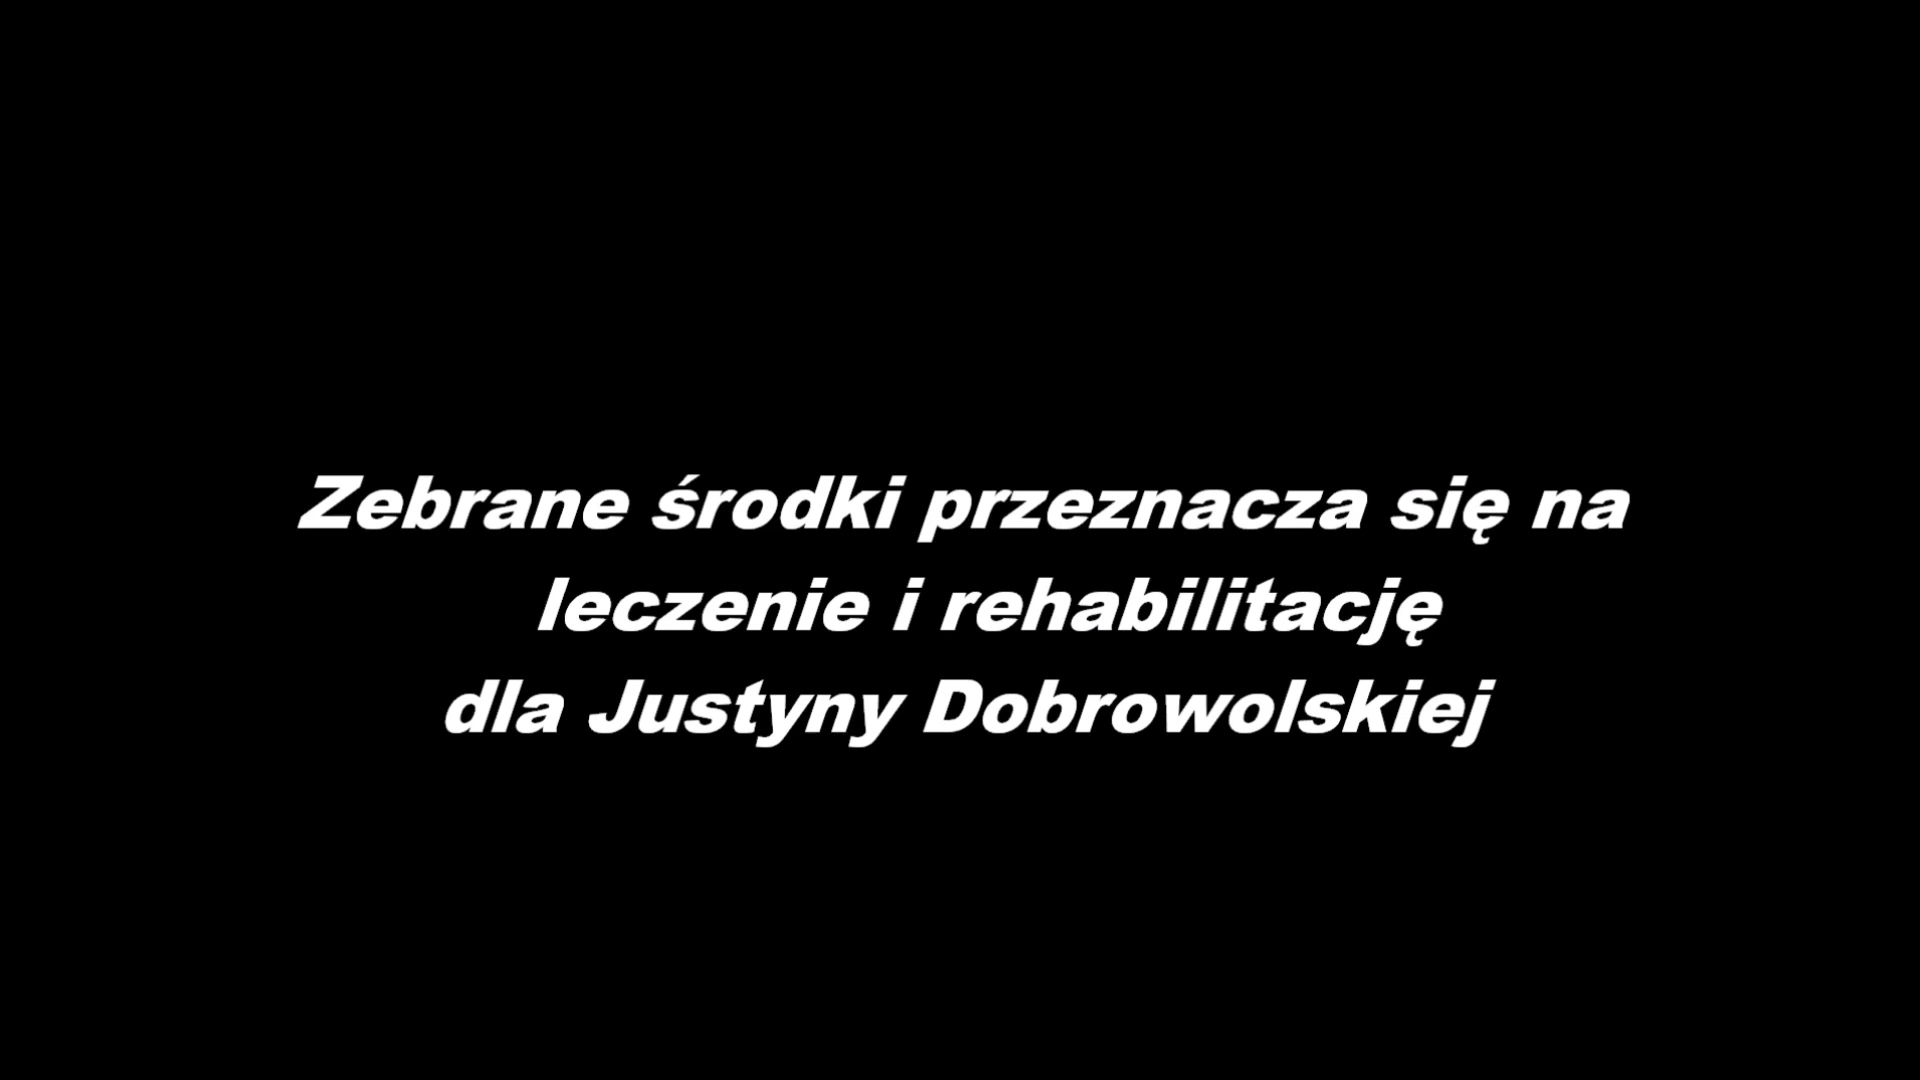 Zebrane środki przeznacza się na
leczenie i rehabilitację
dla Justyny Dobrowolskiej